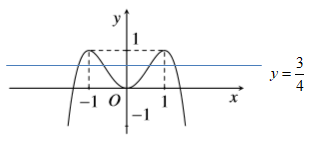 y
1
y = 3/4
−1 O 1 x
−1